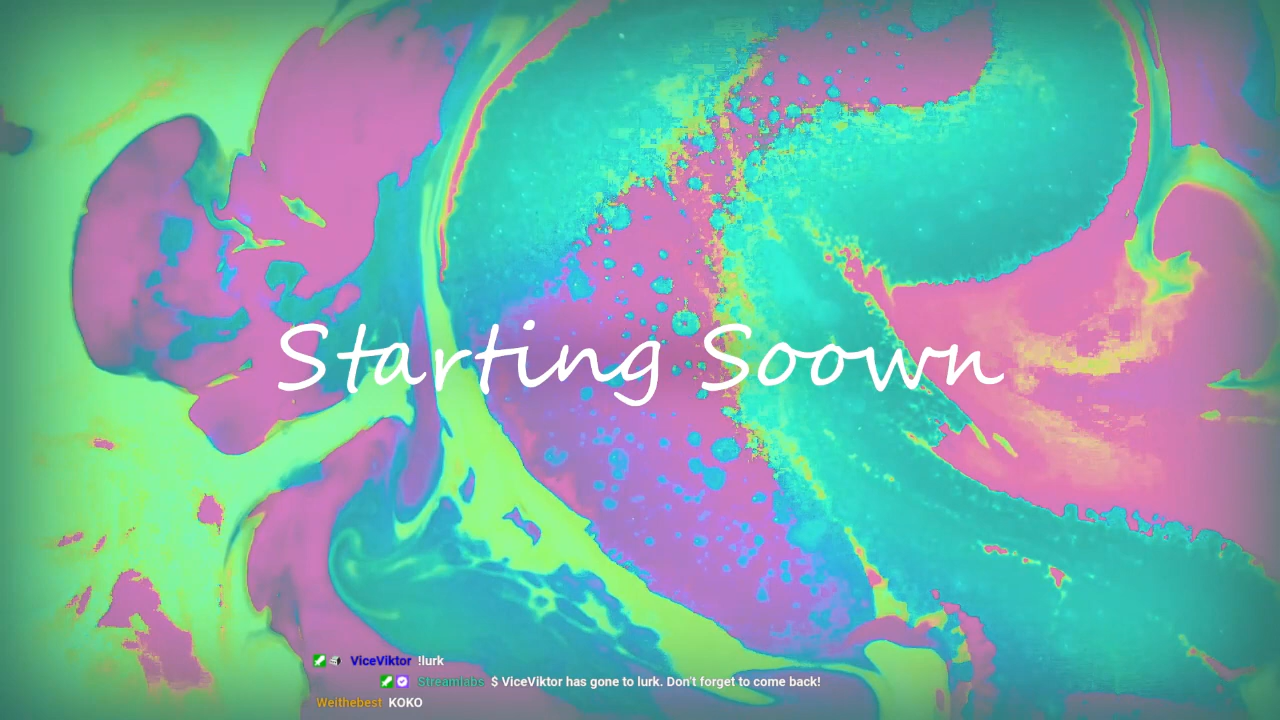 Starting Soown
ViceViktor !lurk
Streamlabs $ ViceViktor has gone to lurk. Don't forget to come back!
Weithebest KOKO